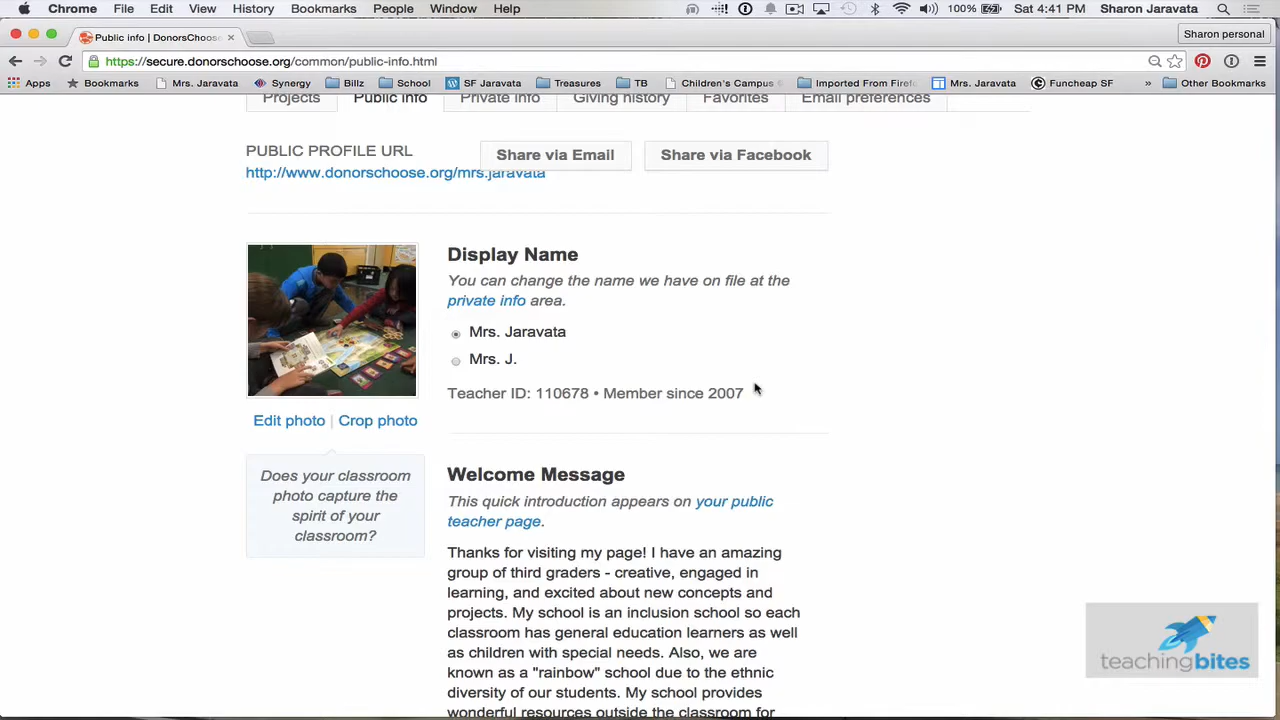 Chrome File Edit View History Bookmarks People Window Help 100% Sat 4:41 PM Sharon Jaravata
Public info | DonorsChoose Sharon personal
https://secure.donorschoose.org/common/public-info.html
Apps Bookmarks Mrs. Jaravata Synergy Billz School SF Jaravata Treasures TB Children's Campus Imported From Firef Mrs. Jaravata Funcheap SF » Other Bookmarks
Projects Public info Private info Giving history Favorites Email preferences
PUBLIC PROFILE URL Share via Email Share via Facebook
http://www.donorschoose.org/mrs.jaravata
Display Name
You can change the name we have on file at the
private info area.
Mrs. Jaravata
Mrs. J.
Teacher ID: 110678 • Member since 2007
Edit photo | Crop photo
Does your classroom
photo capture the
spirit of your
classroom?
Welcome Message
This quick introduction appears on your public
teacher page.
Thanks for visiting my page! I have an amazing
group of third graders - creative, engaged in
learning, and excited about new concepts and
projects. My school is an inclusion school so each
classroom has general education learners as well
as children with special needs. Also, we are
known as a "rainbow" school due to the ethnic
diversity of our students. My school provides
wonderful resources outside the classroom for
teachingbites